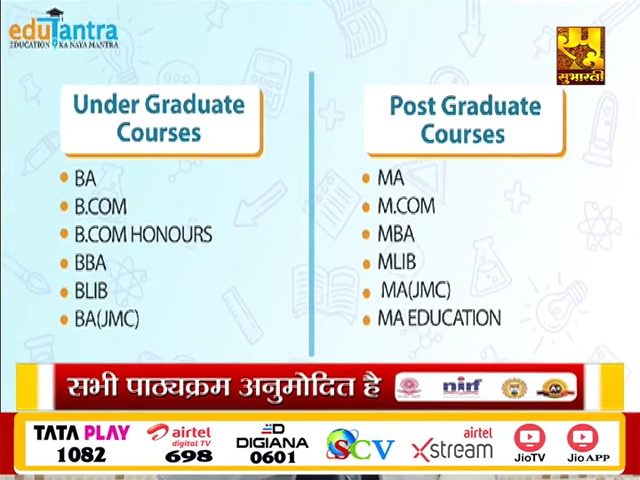 eduTantra
EDUCATION KA NAYA MANTRA
सुभारती
Under Graduate
Courses
BA
B.COM
B.COM HONOURS
BBA
BLIB
BA(JMC)
Post Graduate
Courses
MA
M.COM
MBA
MLIB
MA(JMC)
MA EDUCATION
सभी पाठ्यक्रम अनुमोदित है
nirf
TATA PLAY
1082
airtel
digital TV
698
DIGIANA
0601
SCV
airtel
Xstream
JioTV
Jio APP